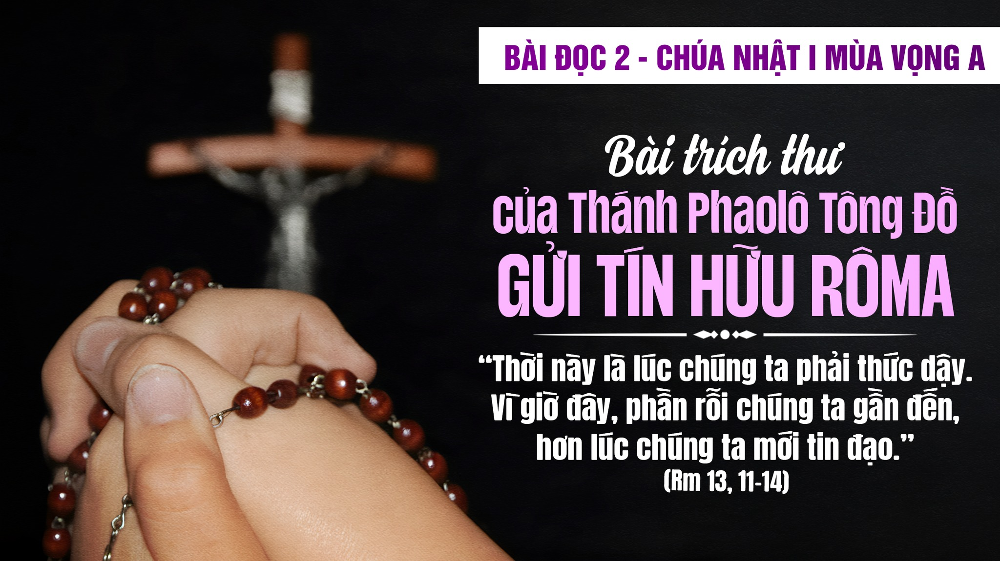 BÀI ĐỌC 2 - CHÚA NHẬT I MÙA VỌNG A
Bài trích thư
của Thánh Phaolô Tông Đồ
GỬI TÍN HỮU RÔMA
“Thời này là lúc chúng ta phải thức dậy.
Vì giờ đây, phần rỗi chúng ta gần đến,
hơn lúc chúng ta mới tin đạo.”
(Rm 13, 11-14)